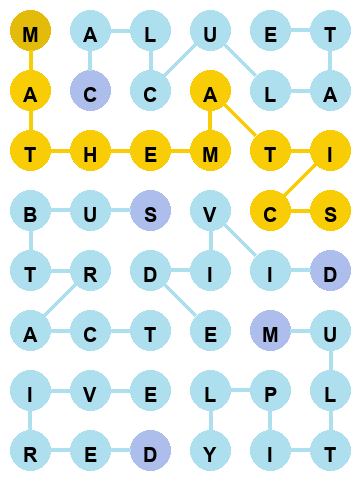 M A L U E T
A C C A L A
T H E M T I
B U S V C S
T R D I I D
A C T E M U
I V E L P L
R E D Y I T